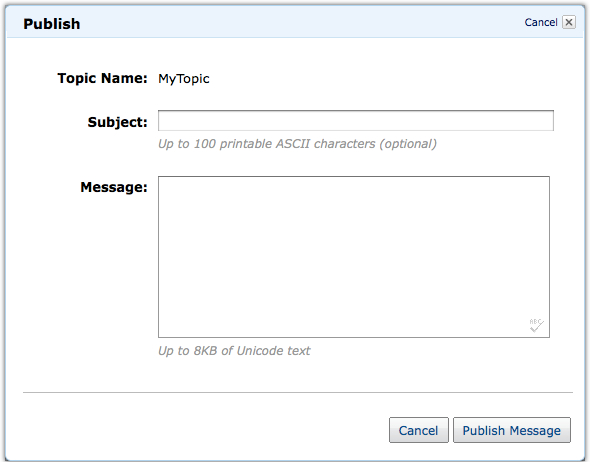 Publish
Cancel
Topic Name: MyTopic
Subject:
Up to 100 printable ASCII characters (optional)
Message:
ABC
Up to 8KB of Unicode text
Cancel Publish Message